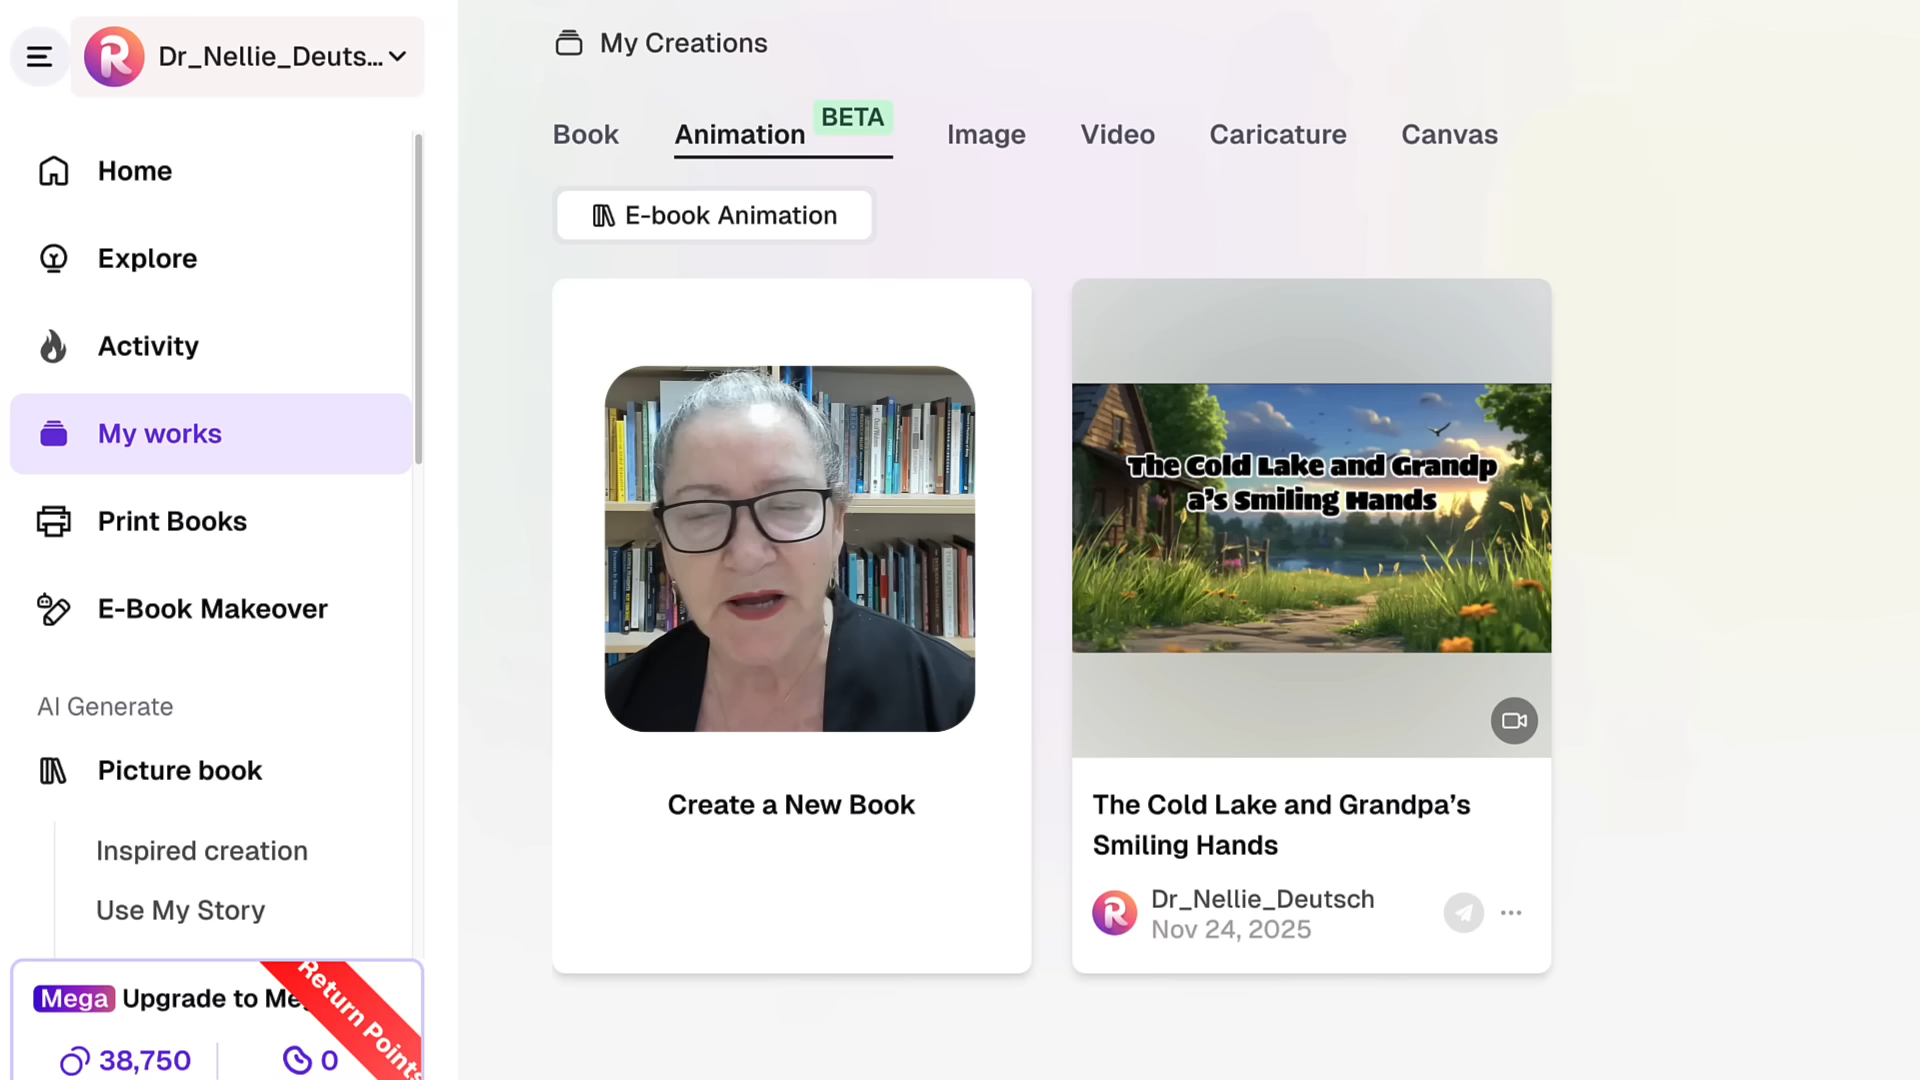 Dr_Nellie_Deuts...
Home
Explore
Activity
My works
Print Books
E-Book Makeover
AI Generate
Picture book
Inspired creation
Use My Story
Mega Upgrade to Me
Return Points
38,750
0
My Creations
Book
Animation
BETA
Image
Video
Caricature
Canvas
E-book Animation
Create a New Book
The Cold Lake and Grandp
a's Smiling Hands
The Cold Lake and Grandpa's
Smiling Hands
Dr_Nellie_Deutsch
Nov 24, 2025